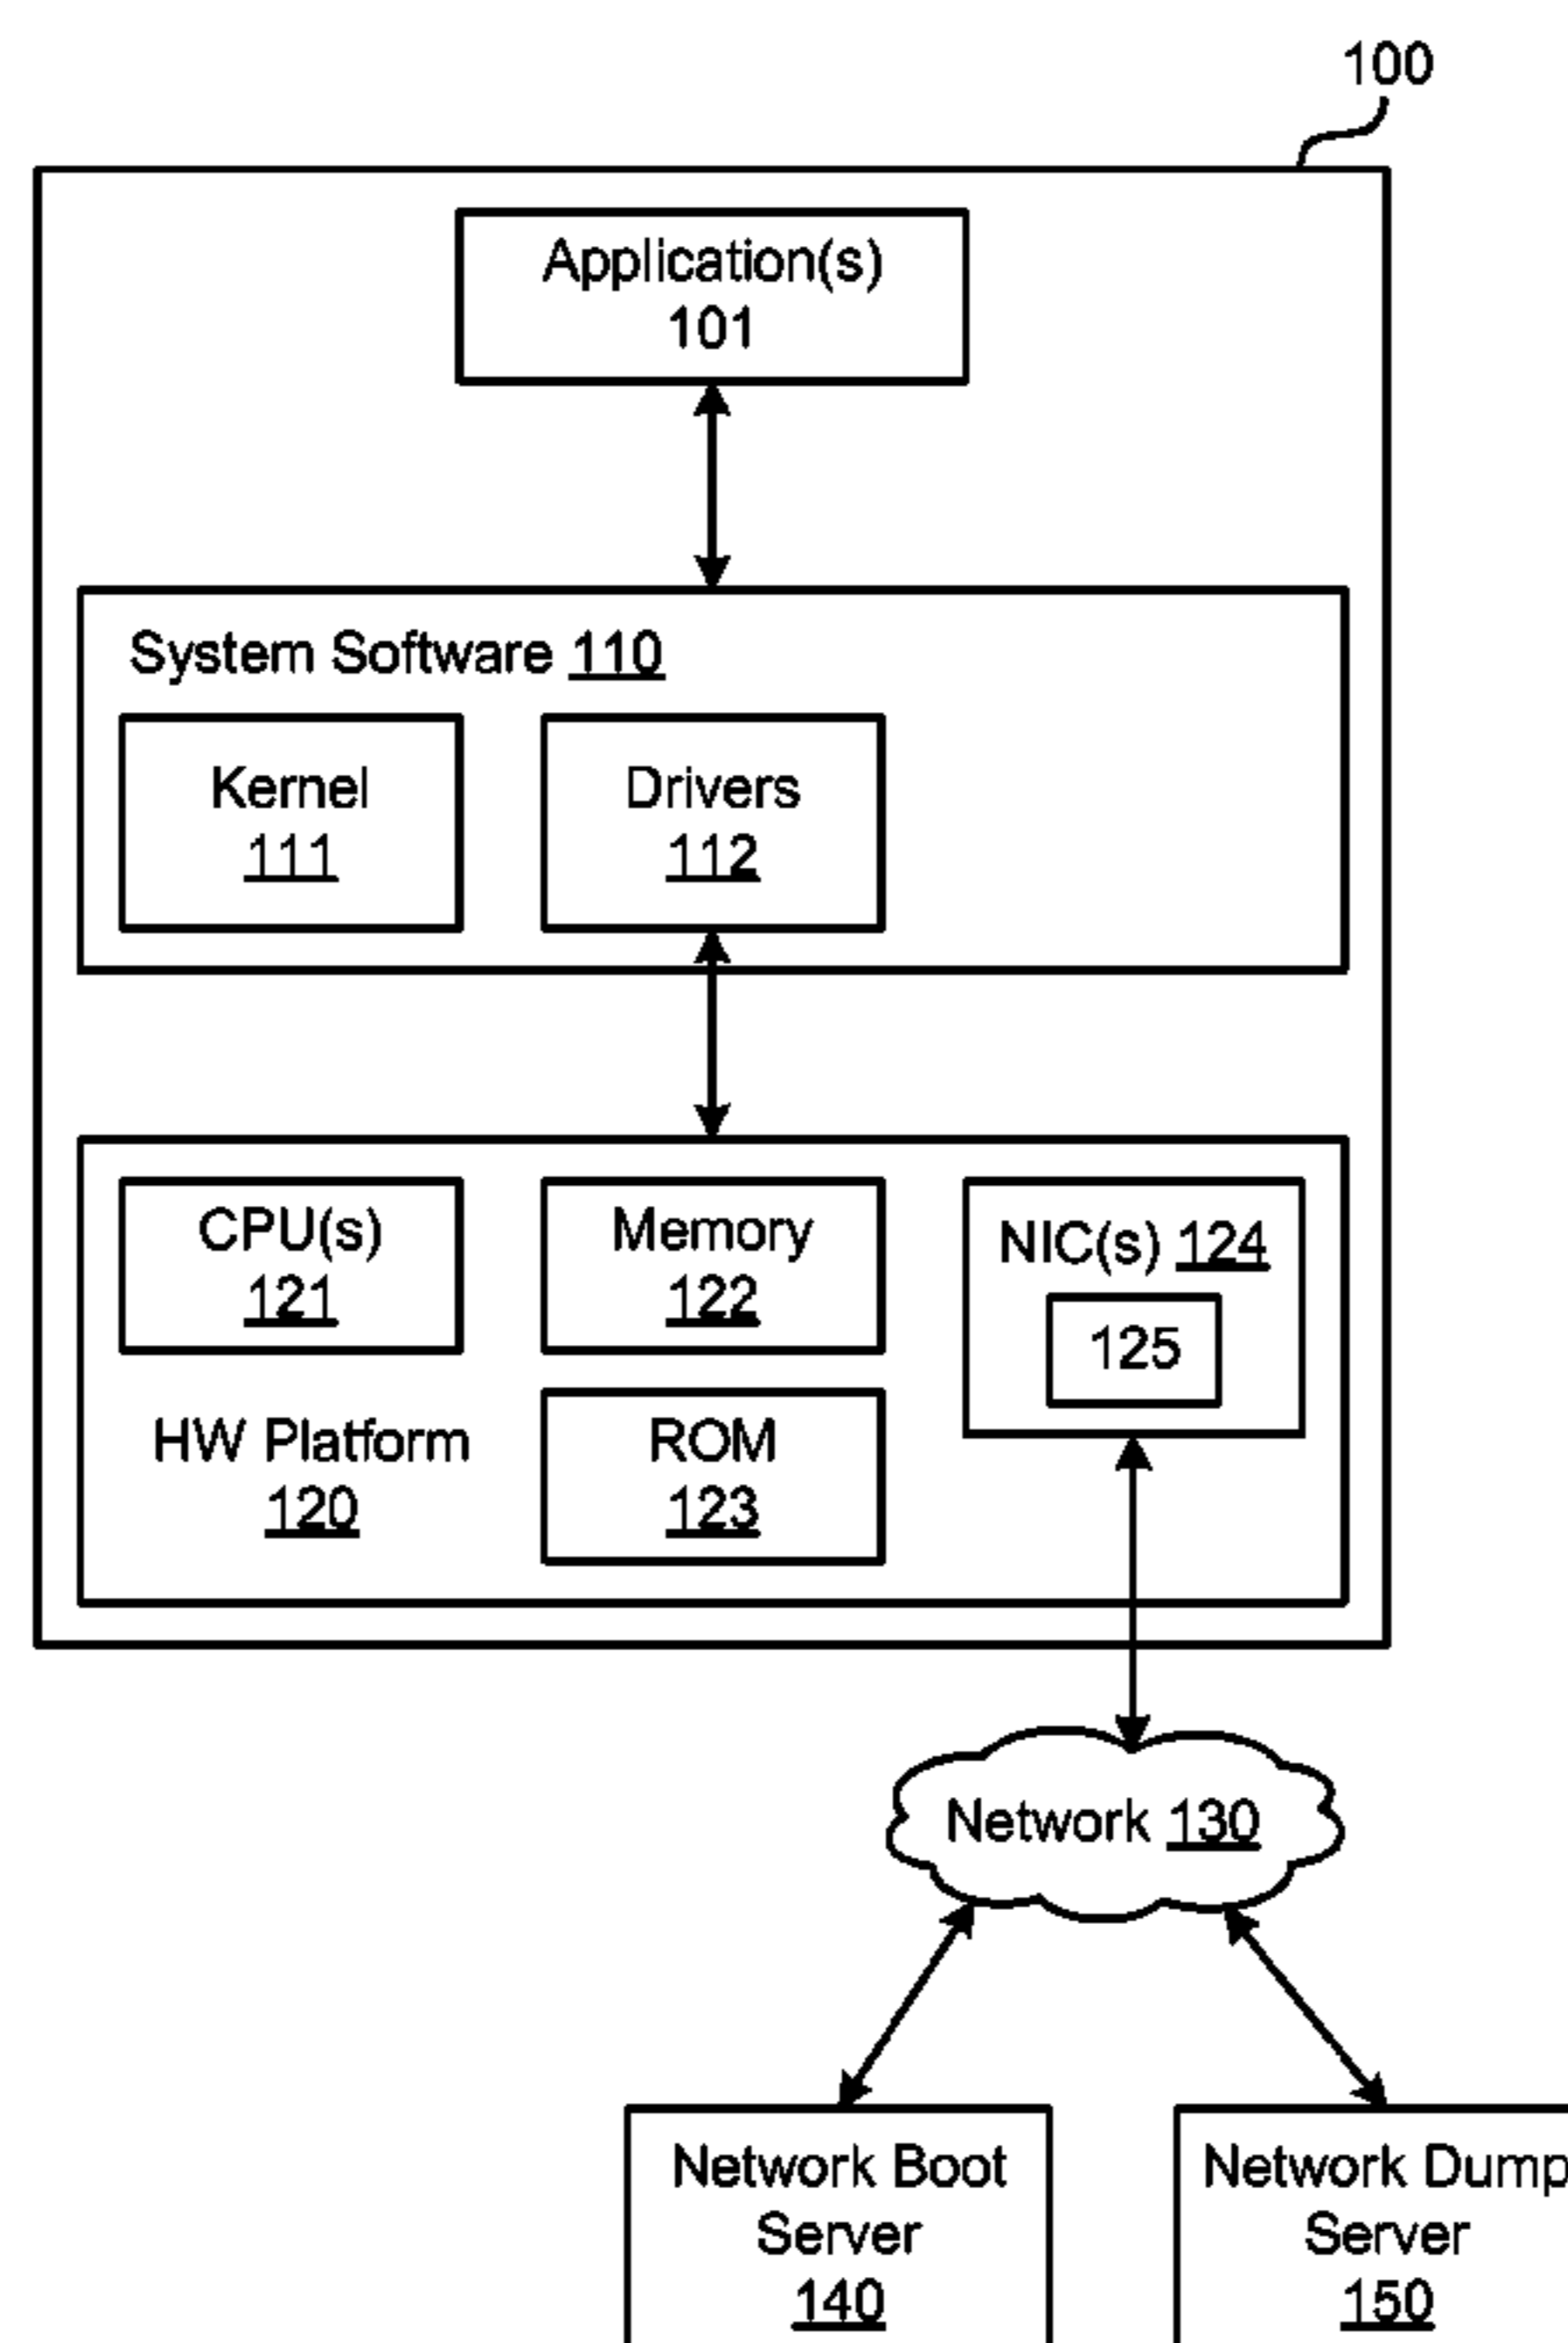 100
Application(s)
101
System Software 110
Kernel
111
Drivers
112
CPU(s)
121
Memory
122
NIC(s) 124
125
HW Platform
120
ROM
123
Network 130
Network Boot
Server
140
Network Dump
Server
150